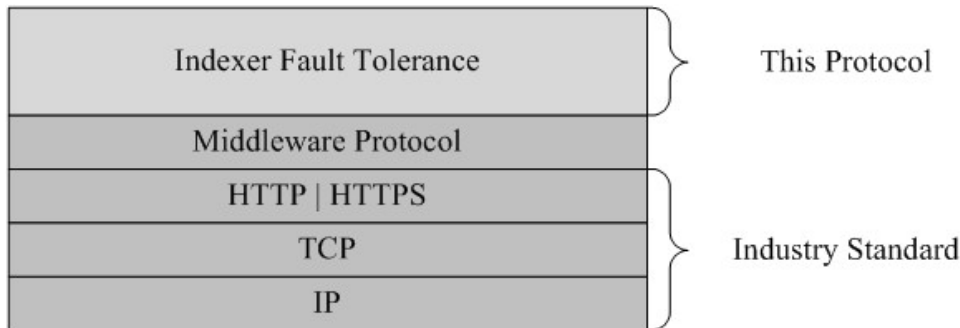 Indexer Fault Tolerance
This Protocol
Middleware Protocol
HTTP | HTTPS
TCP
Industry Standard
IP